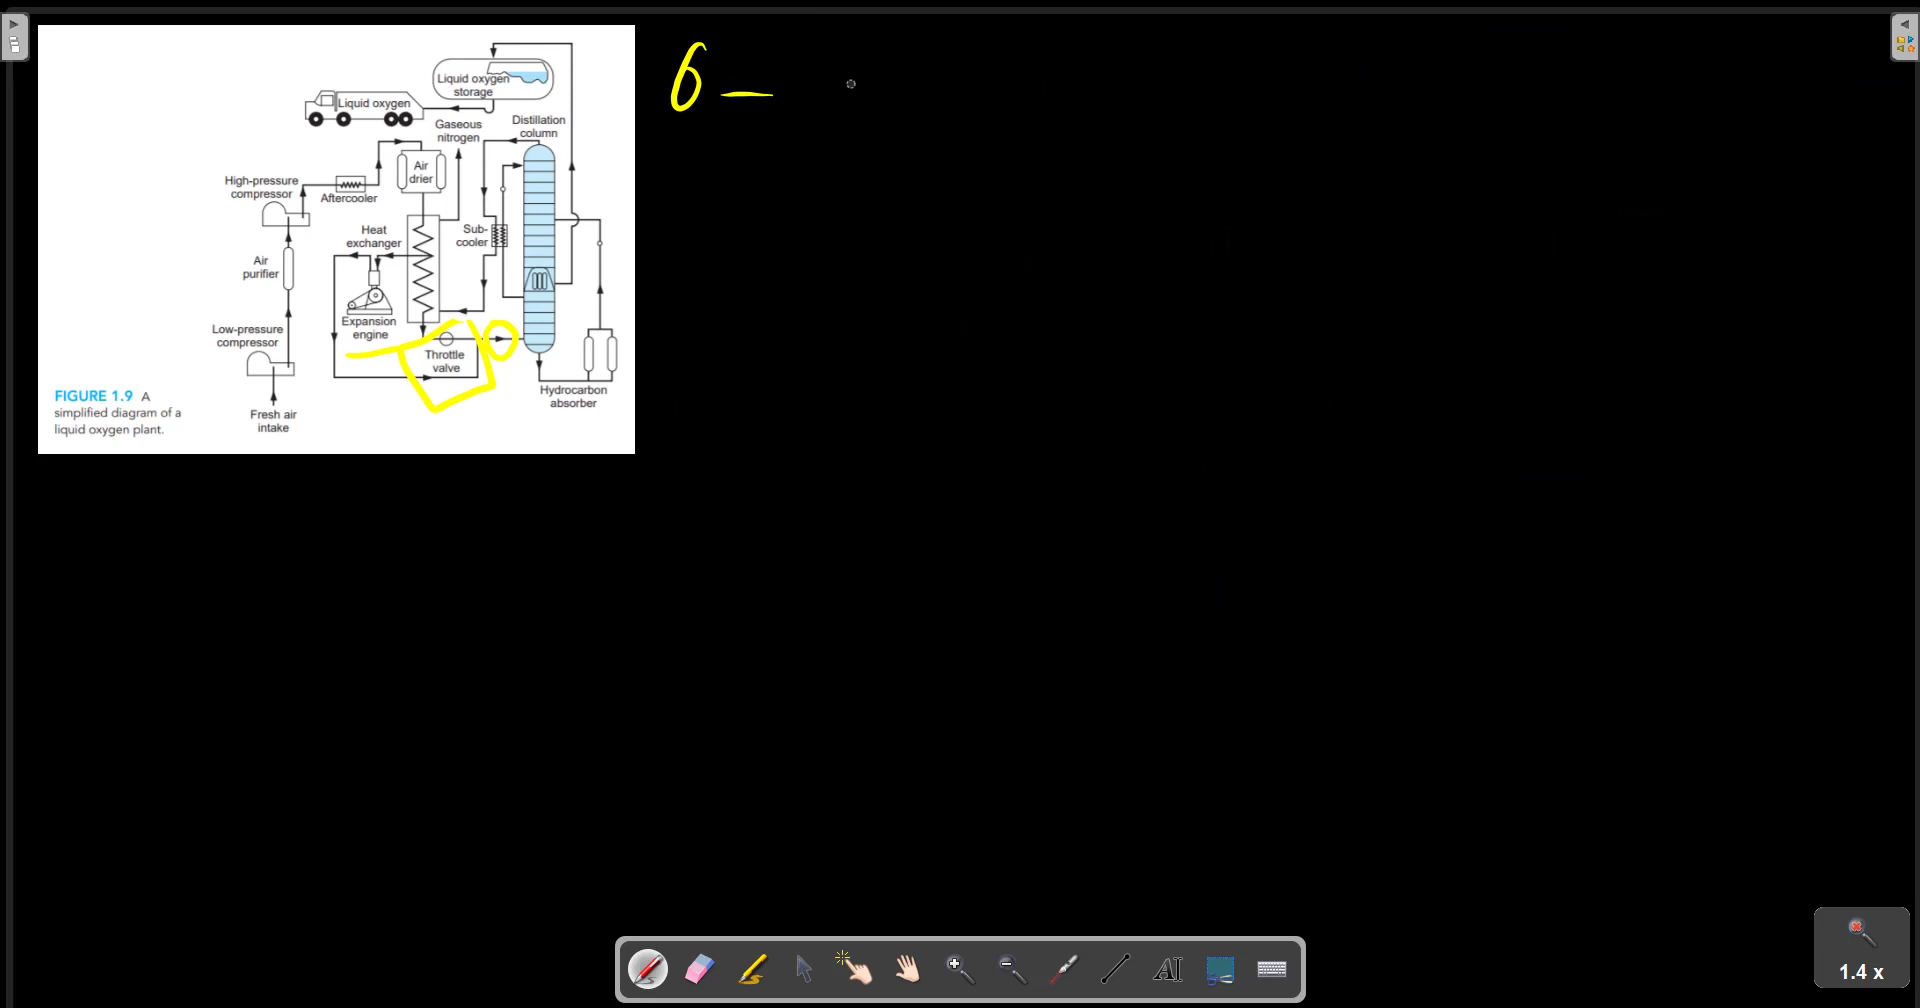 6 —
Liquid oxygen
storage
Liquid oxygen
Gaseous
nitrogen
Distillation
column
Air
drier
High-pressure
compressor
Aftercooler
Heat
exchanger
Sub-
cooler
Air
purifier
Expansion
engine
Low-pressure
compressor
Throttle
valve
Hydrocarbon
absorber
FIGURE 1.9 A
simplified diagram of a
liquid oxygen plant.
Fresh air
intake
AI
1.4 x